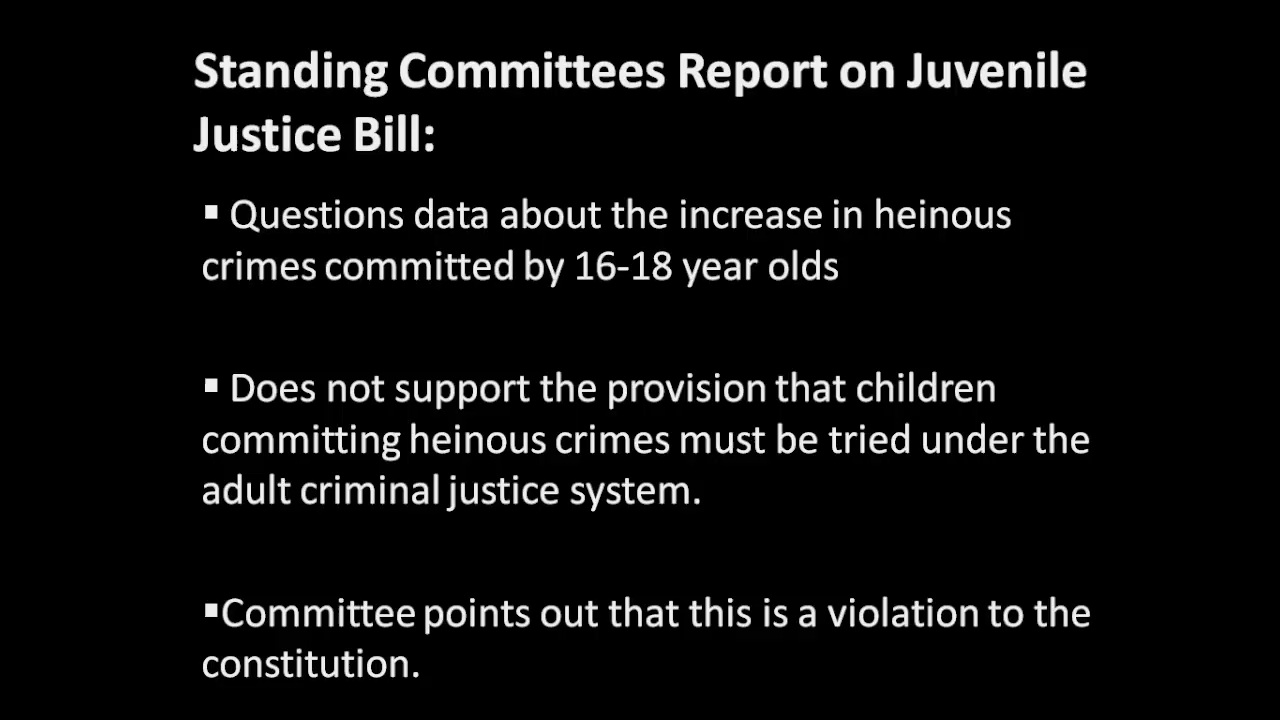 Standing Committees Report on Juvenile
Justice Bill:
▪ Questions data about the increase in heinous
crimes committed by 16-18 year olds
▪ Does not support the provision that children
committing heinous crimes must be tried under the
adult criminal justice system.
▪Committee points out that this is a violation to the
constitution.